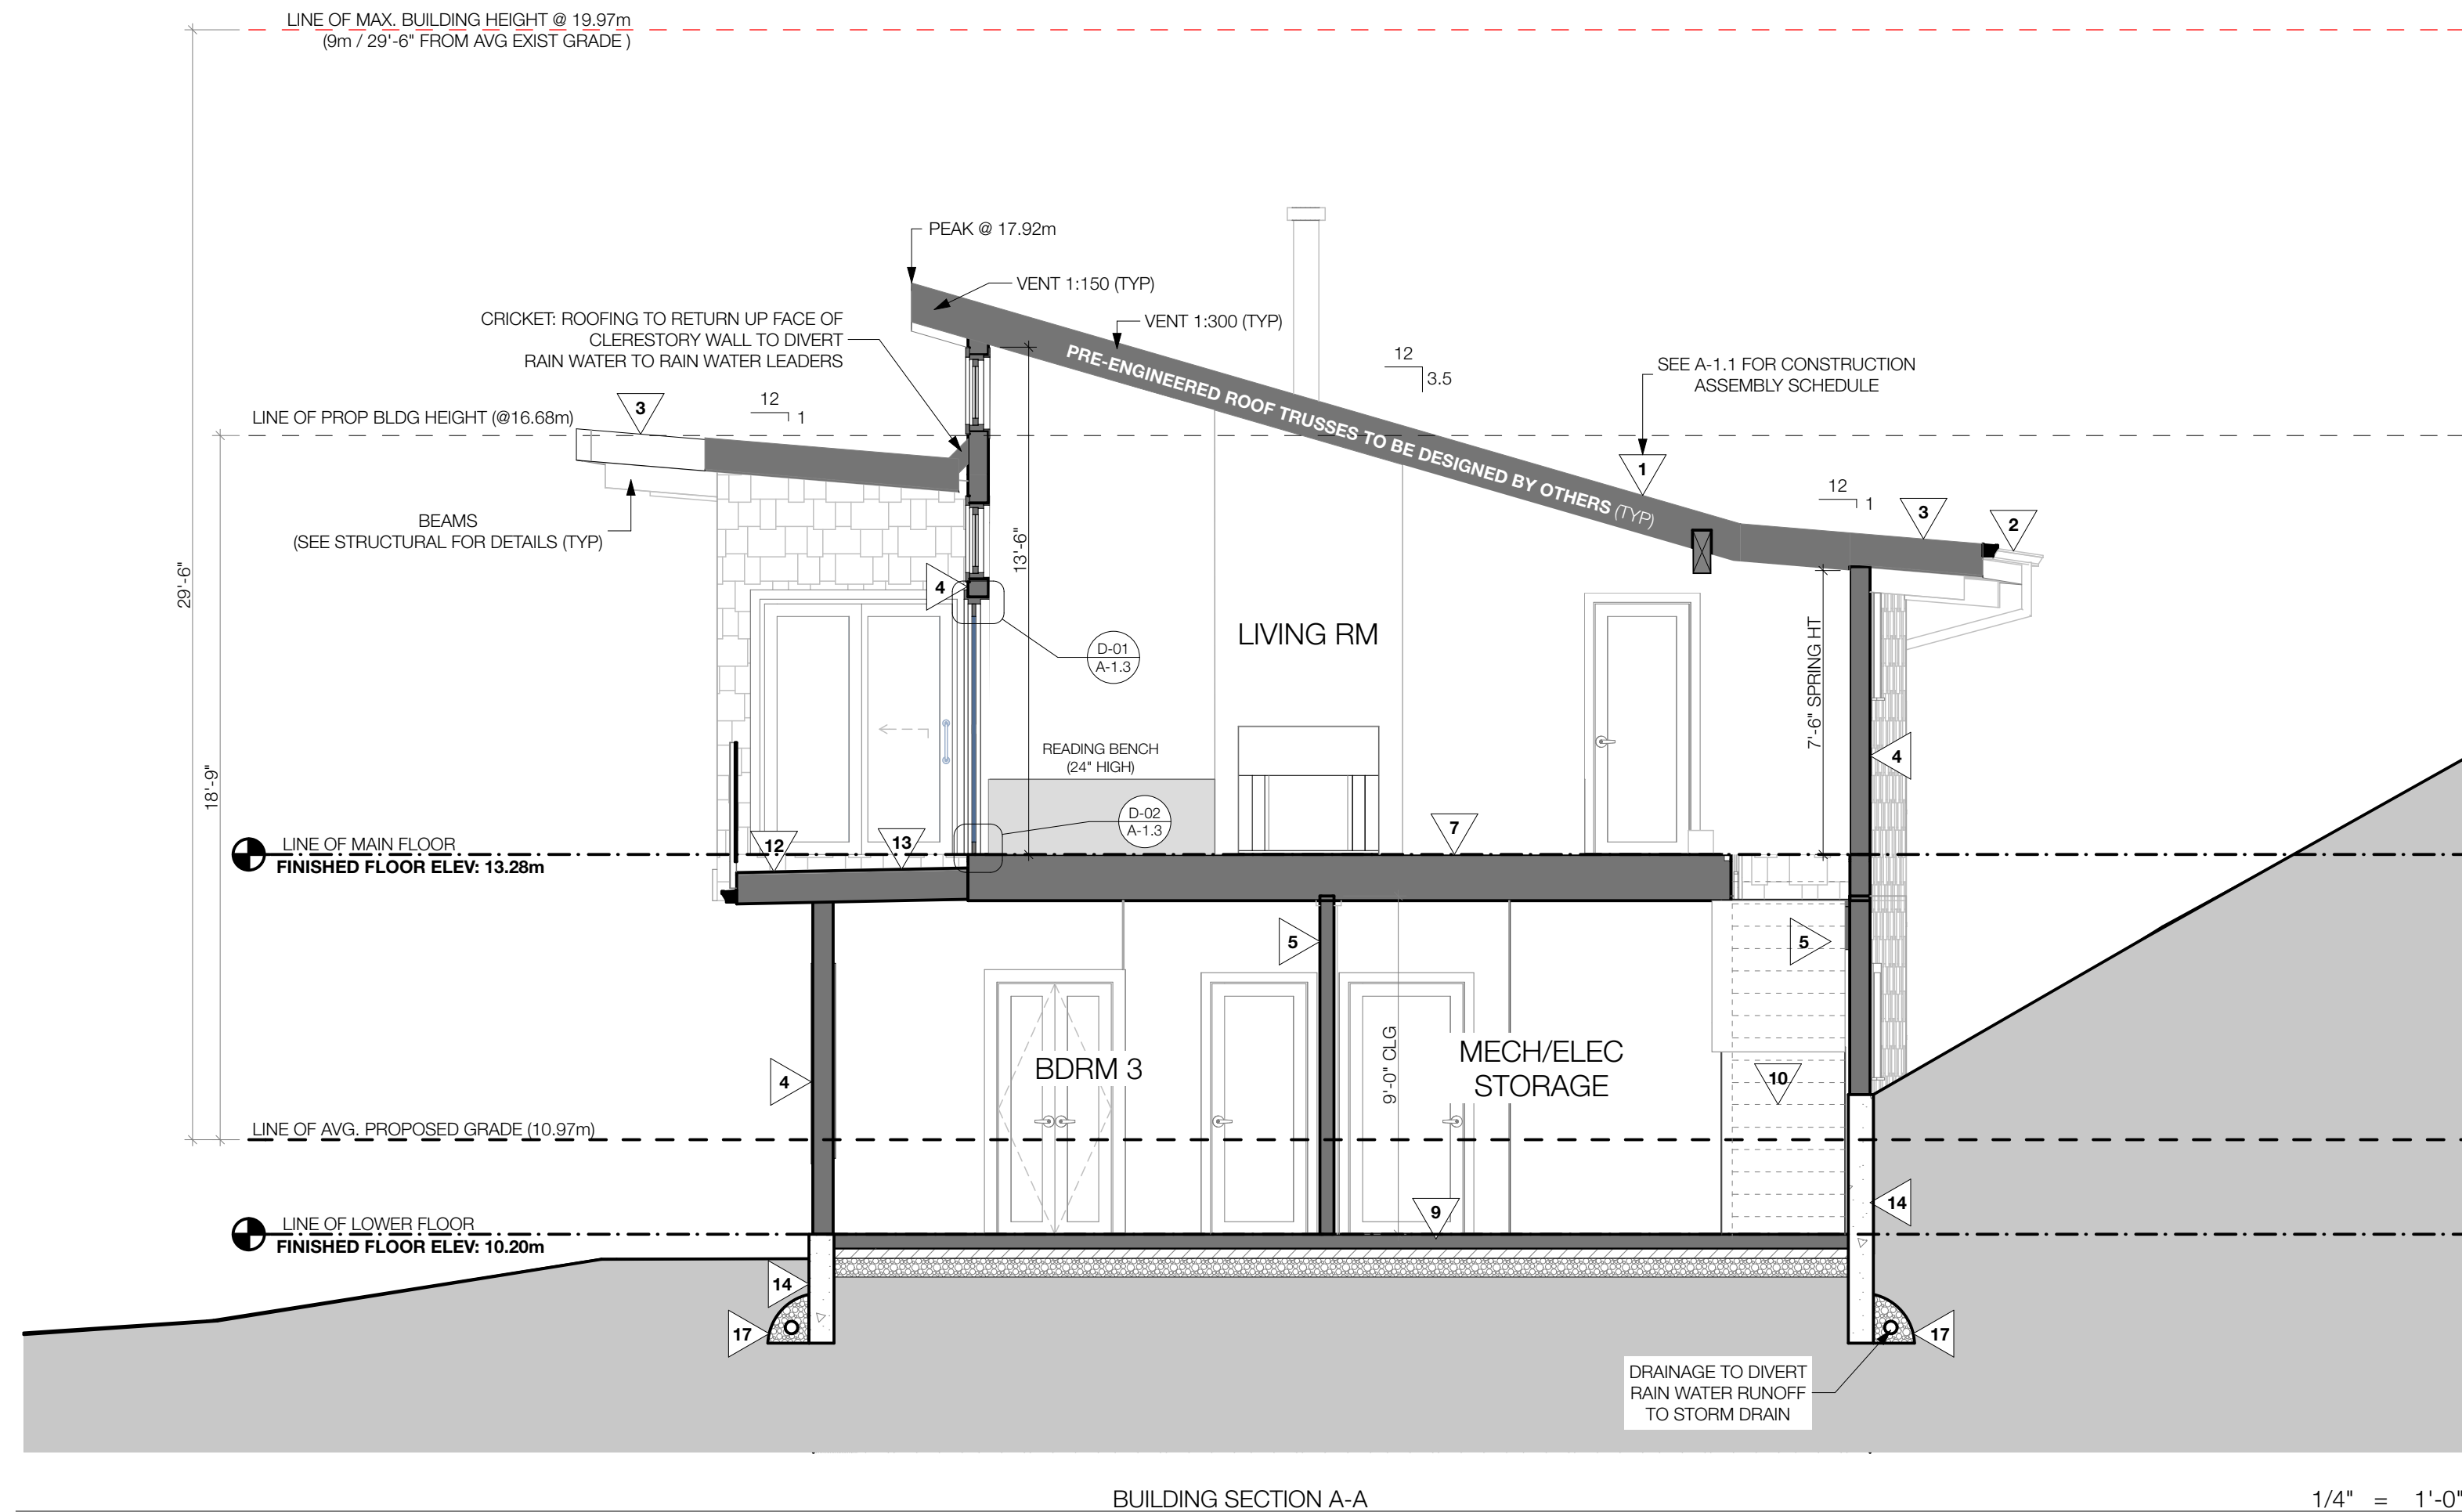 LINE OF MAX. BUILDING HEIGHT @ 19.97m
(9m / 29'-6" FROM AVG EXIST GRADE )
PEAK @ 17.92m
VENT 1:150 (TYP)
CRICKET: ROOFING TO RETURN UP FACE OF
CLERESTORY WALL TO DIVERT
RAIN WATER TO RAIN WATER LEADERS
VENT 1:300 (TYP)
PRE-ENGINEERED ROOF TRUSSES TO BE DESIGNED BY OTHERS (TYP)
12
3.5
SEE A-1.1 FOR CONSTRUCTION
ASSEMBLY SCHEDULE
LINE OF PROP BLDG HEIGHT (@16.68m)
3
12
1
1
12
1
3
2
BEAMS
(SEE STRUCTURAL FOR DETAILS (TYP)
29'-6"
13'-6"
4
D-01
A-1.3
LIVING RM
7'-6" SPRING HT
4
READING BENCH
(24" HIGH)
18'-9"
D-02
A-1.3
LINE OF MAIN FLOOR
FINISHED FLOOR ELEV: 13.28m
12
13
7
5
5
BDRM 3
9'-0" CLG
MECH/ELEC
STORAGE
4
10
LINE OF AVG. PROPOSED GRADE (10.97m)
14
9
LINE OF LOWER FLOOR
FINISHED FLOOR ELEV: 10.20m
14
17
17
DRAINAGE TO DIVERT
RAIN WATER RUNOFF
TO STORM DRAIN
BUILDING SECTION A-A
1/4" = 1'-0"